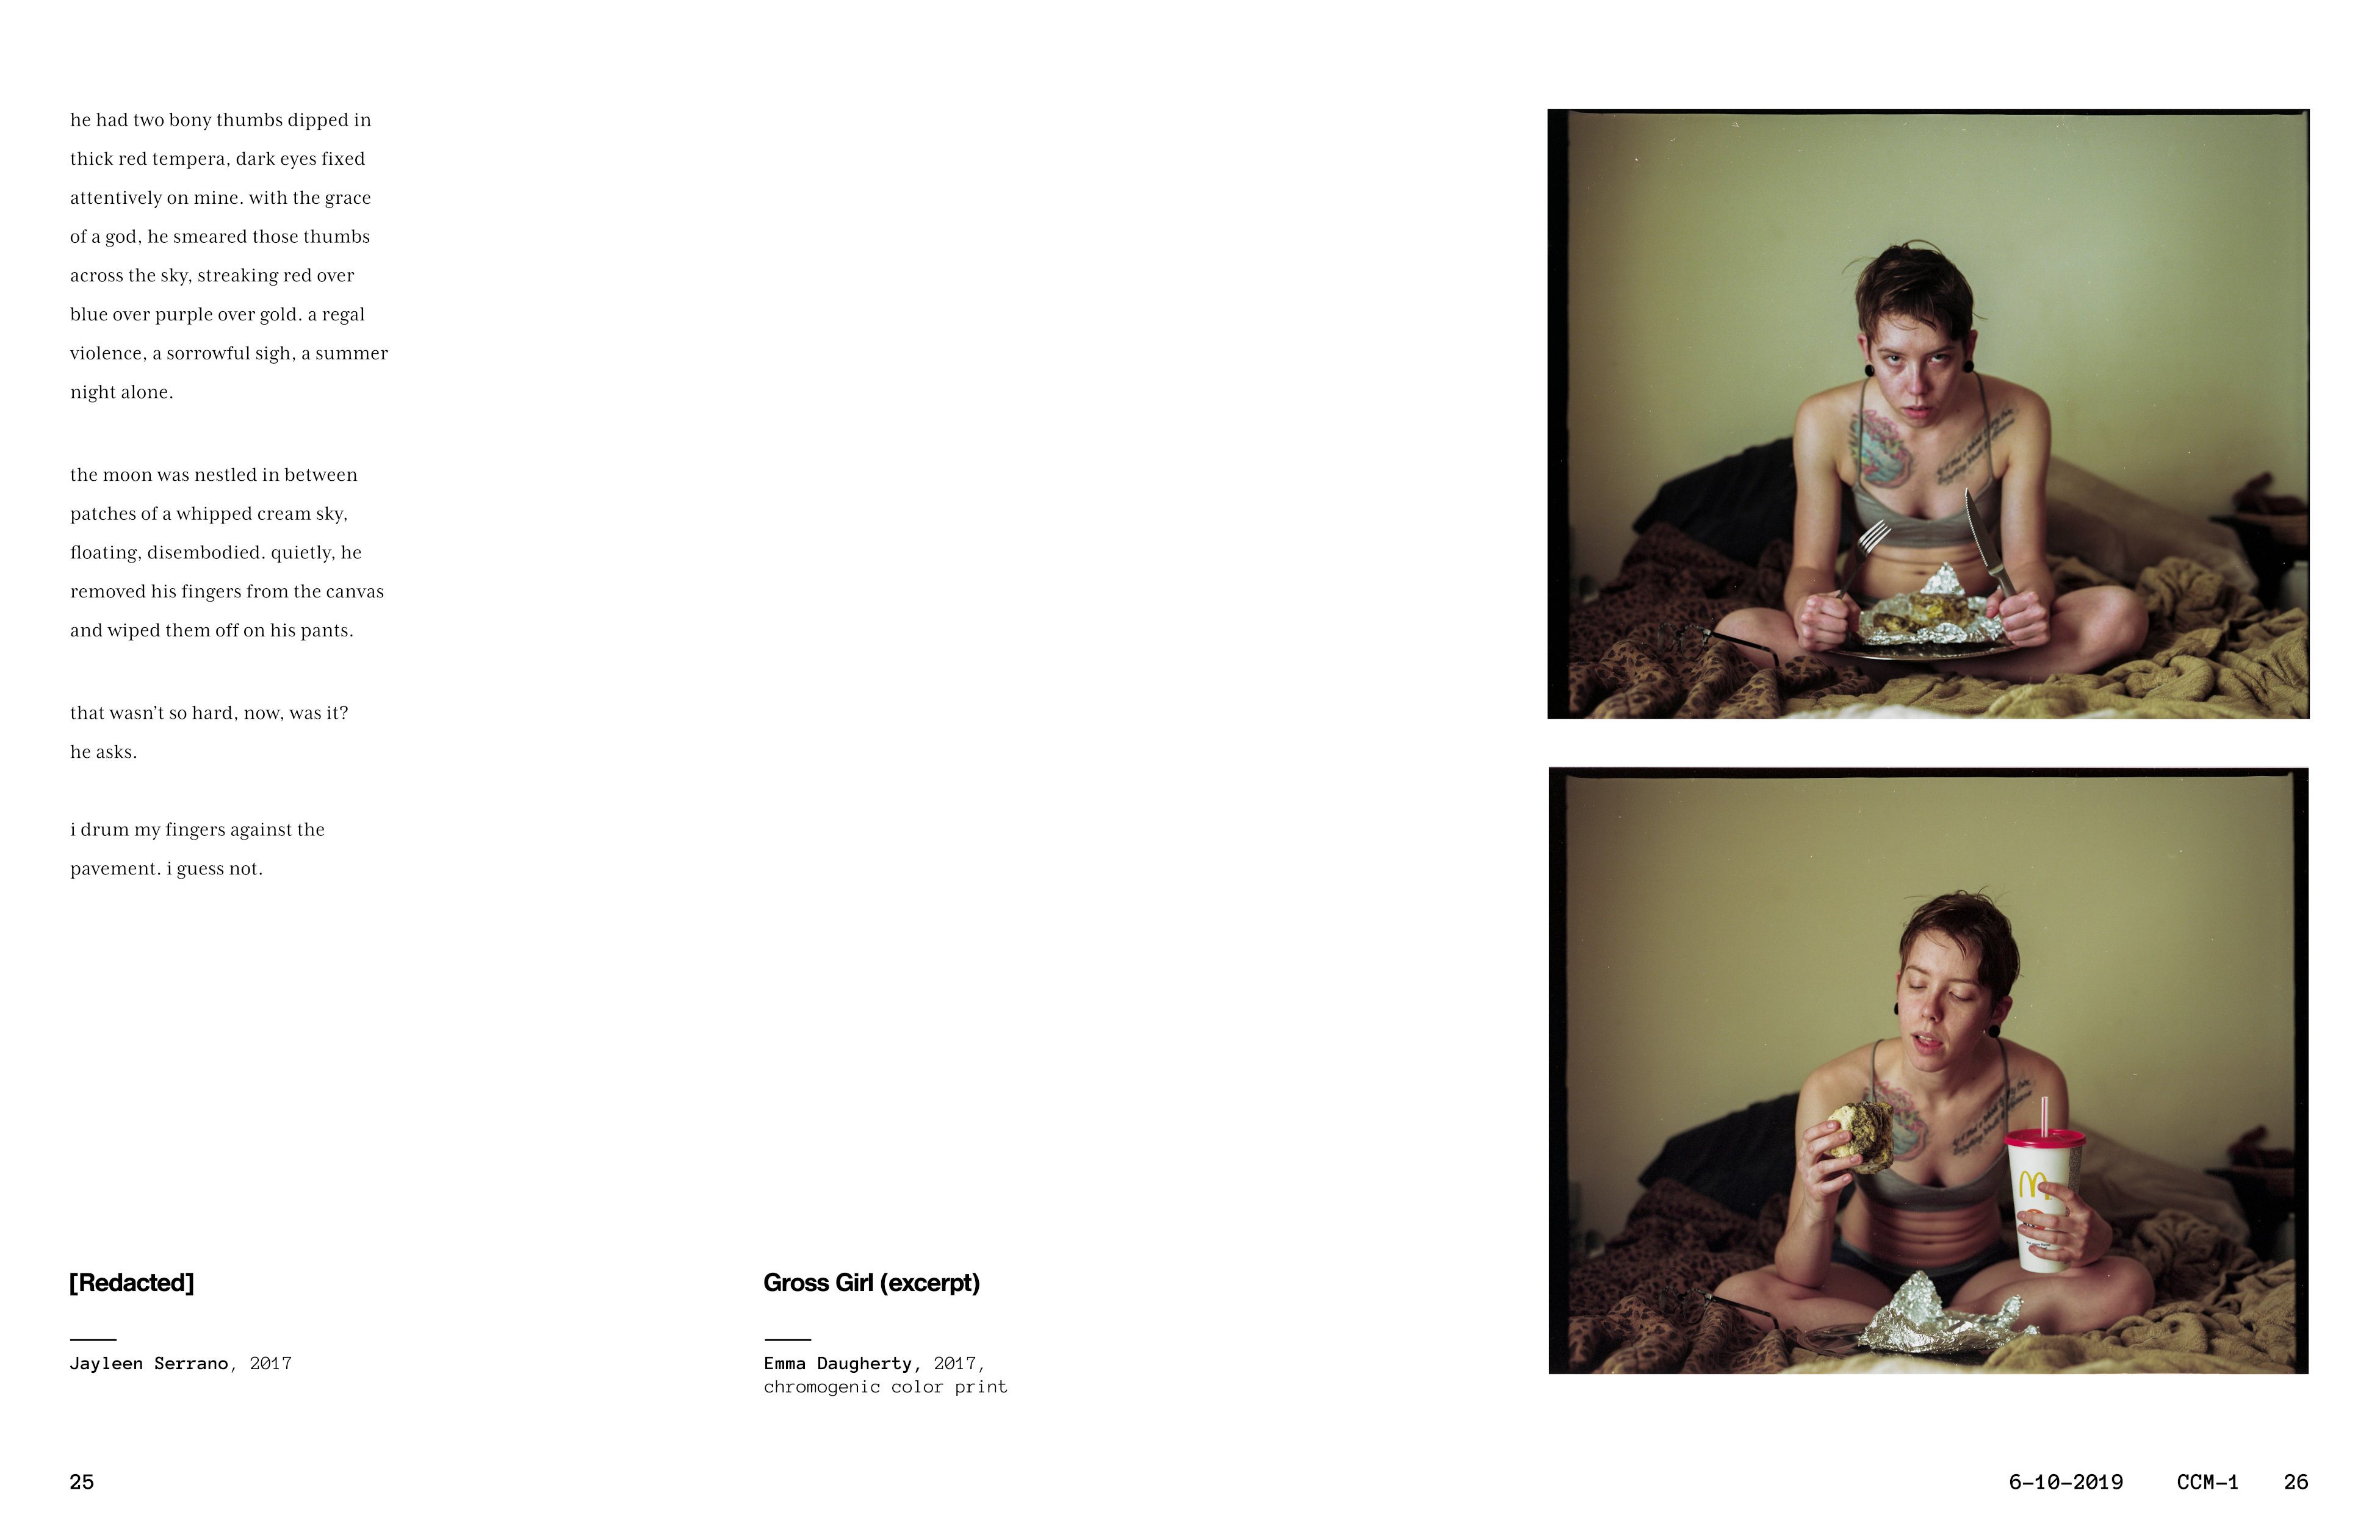 he had two bony thumbs dipped in
thick red tempera, dark eyes fixed
attentively on mine. with the grace
of a god, he smeared those thumbs
across the sky, streaking red over
blue over purple over gold. a regal
violence, a sorrowful sigh, a summer
night alone.
the moon was nestled in between
patches of a whipped cream sky,
floating, disembodied. quietly, he
removed his fingers from the canvas
and wiped them off on his pants.
that wasn’t so hard, now, was it?
he asks.
i drum my fingers against the
pavement. i guess not.
[Redacted]
Jayleen Serrano, 2017
Gross Girl (excerpt)
Emma Daugherty, 2017,
chromogenic color print
25
6-10-2019 CCM-1 26